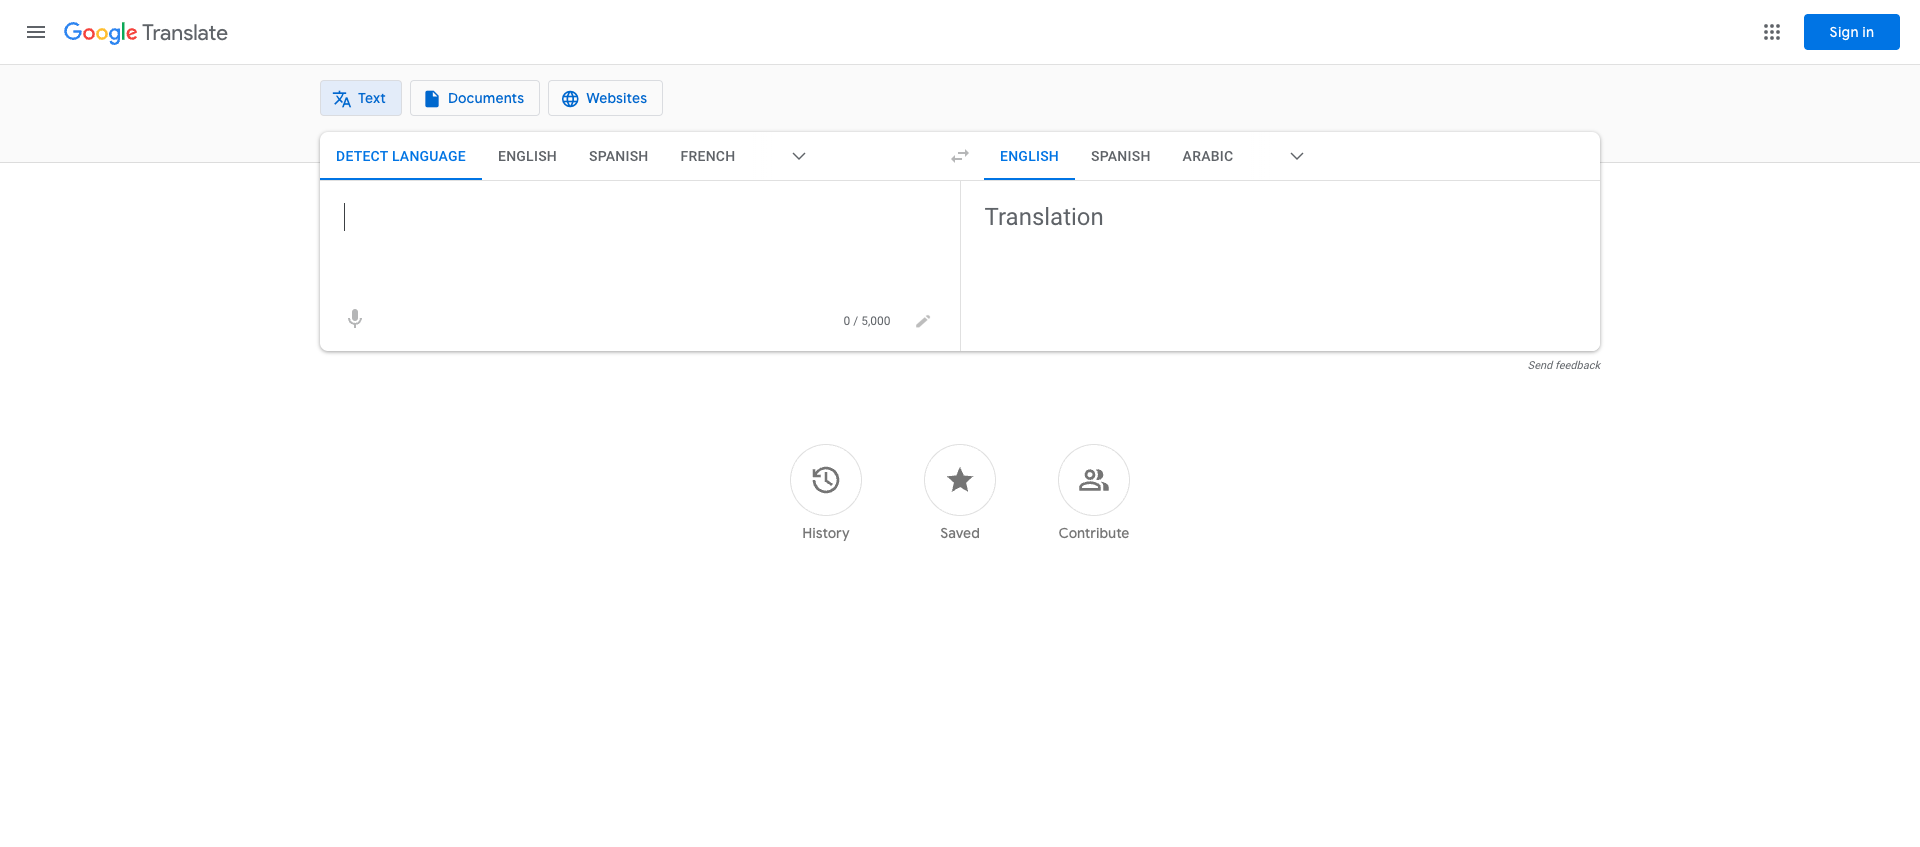 Google Translate
Sign in
Text
Documents
Websites
DETECT LANGUAGE
ENGLISH
SPANISH
FRENCH
ENGLISH
SPANISH
ARABIC
Translation
0 / 5,000
Send feedback
History
Saved
Contribute